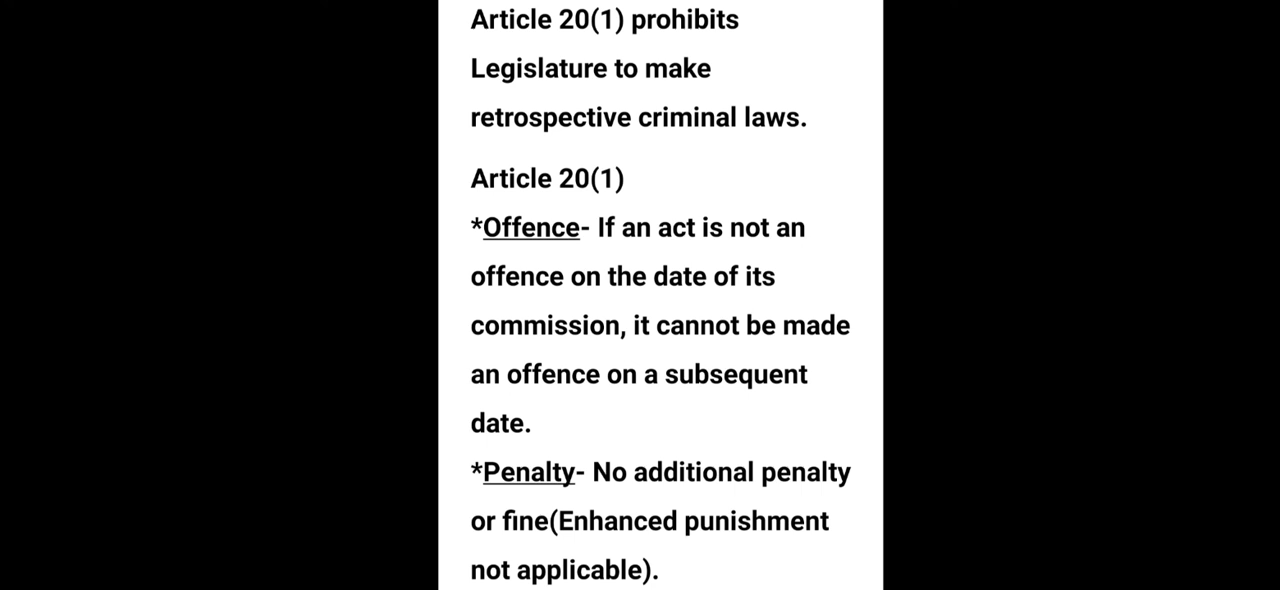 Article 20(1) prohibits
Legislature to make
retrospective criminal laws.
Article 20(1)
*Offence- If an act is not an
offence on the date of its
commission, it cannot be made
an offence on a subsequent
date.
*Penalty- No additional penalty
or fine(Enhanced punishment
not applicable).